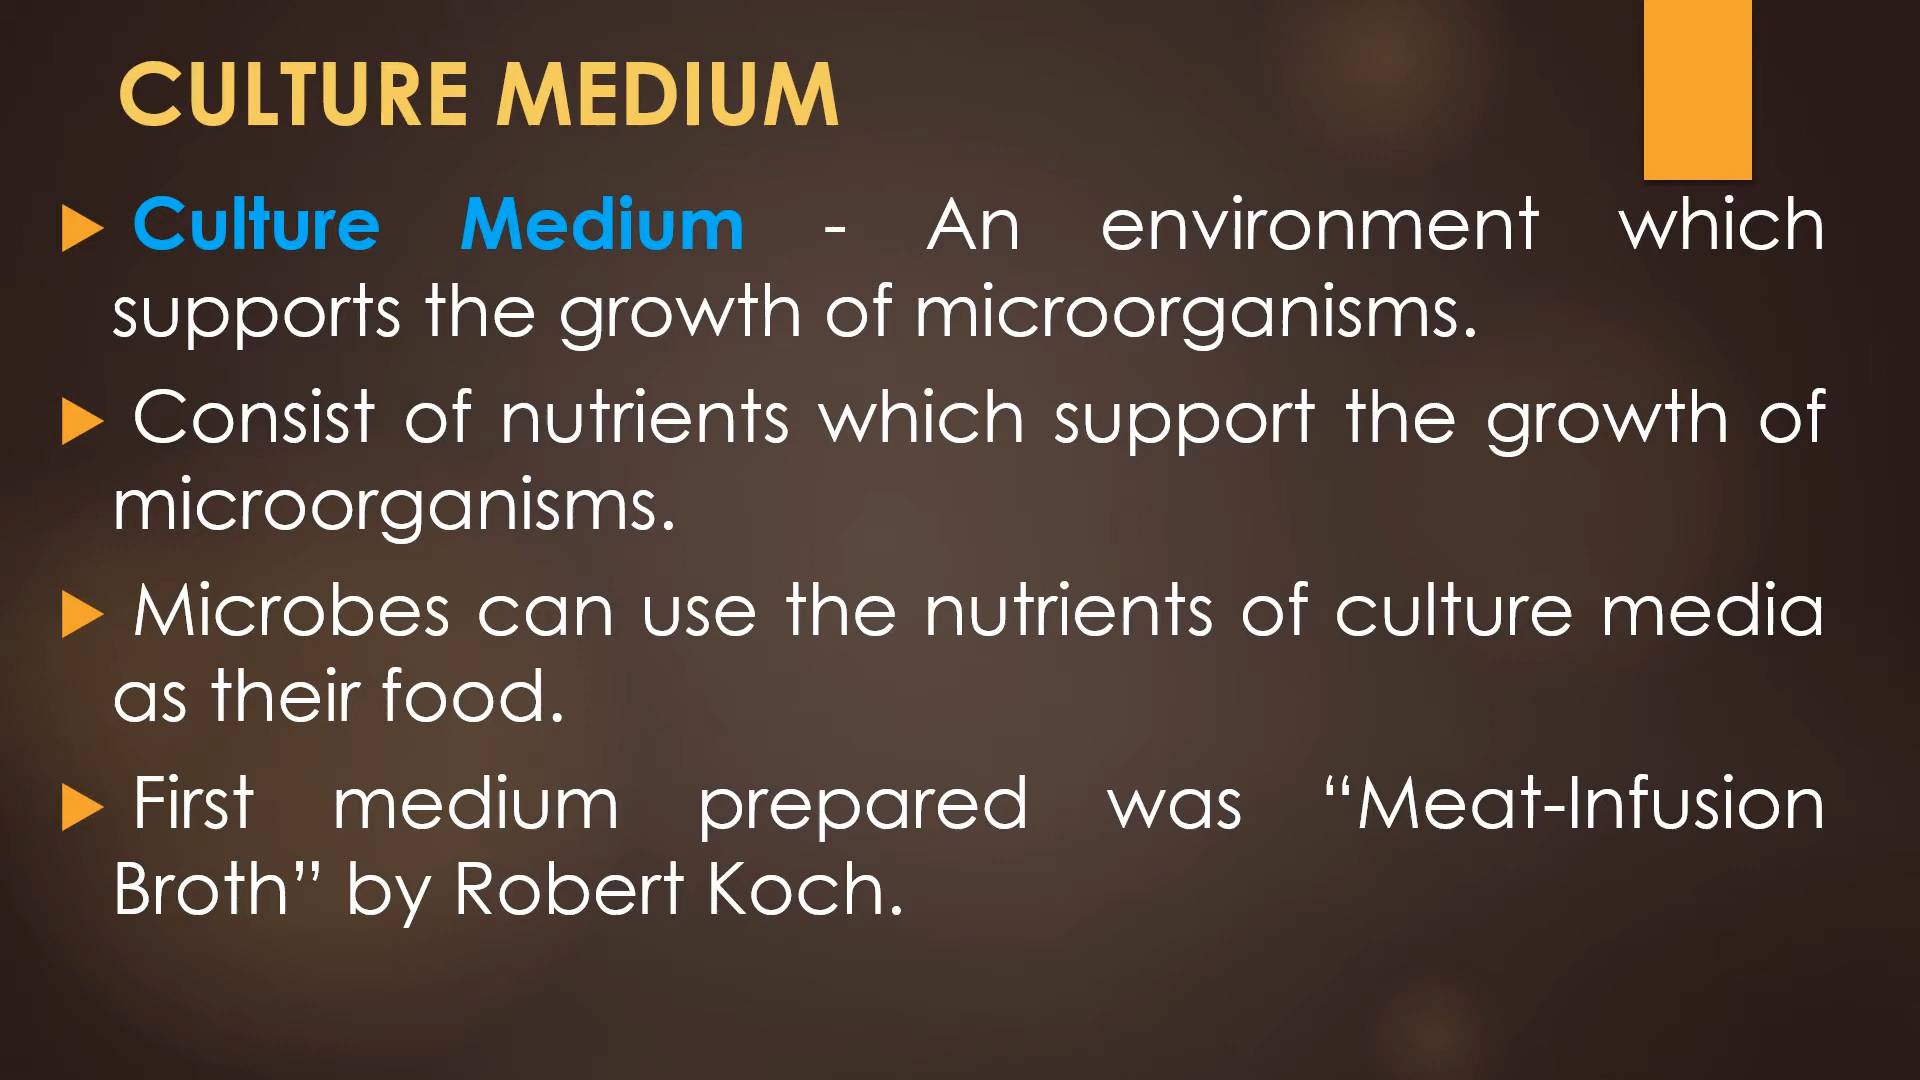 CULTURE MEDIUM
Culture Medium - An environment which
supports the growth of microorganisms.
Consist of nutrients which support the growth of
microorganisms.
Microbes can use the nutrients of culture media
as their food.
First medium prepared was “Meat-Infusion
Broth” by Robert Koch.